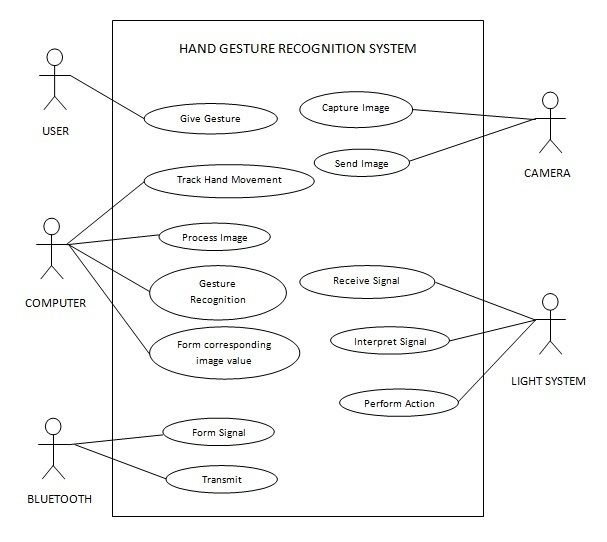 HAND GESTURE RECOGNITION SYSTEM
USER
Give Gesture
Capture Image
Send Image
CAMERA
Track Hand Movement
Process Image
Gesture
Recognition
Form corresponding
image value
COMPUTER
Receive Signal
Interpret Signal
Perform Action
LIGHT SYSTEM
Form Signal
Transmit
BLUETOOTH